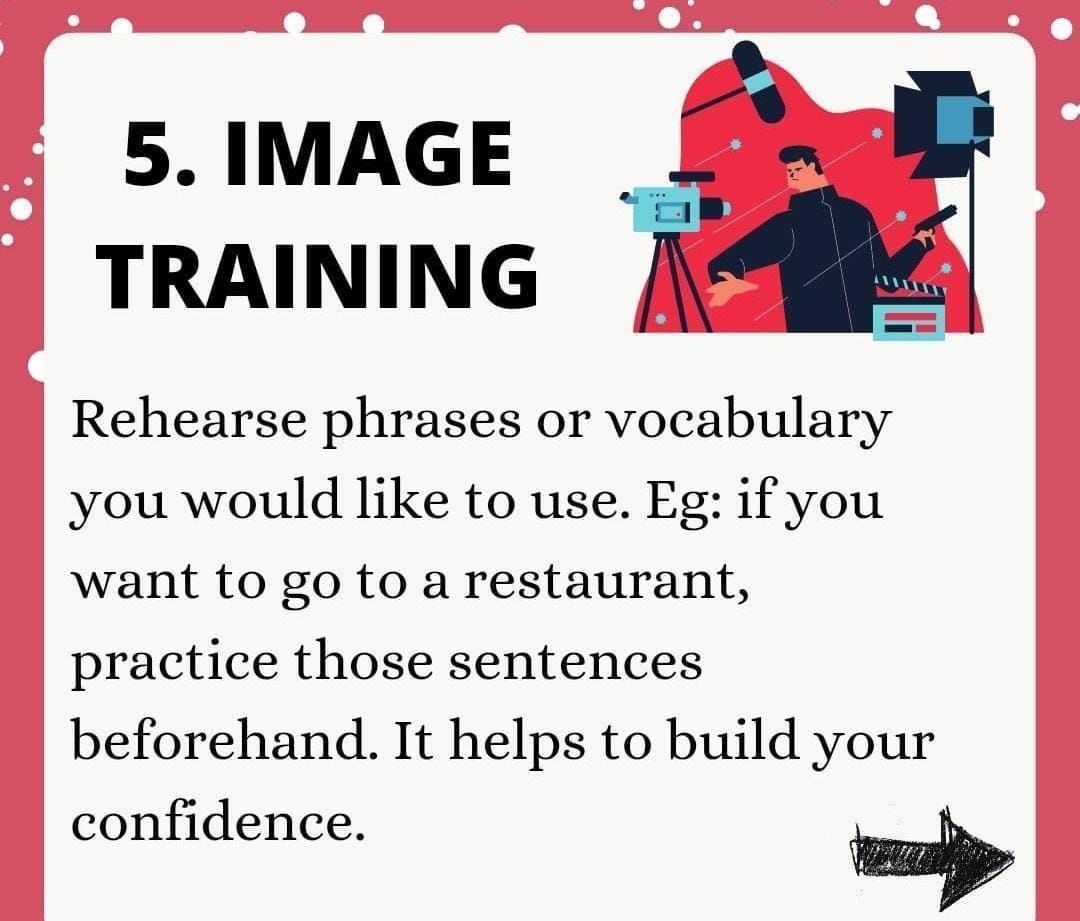 5. IMAGE
TRAINING
Rehearse phrases or vocabulary
you would like to use. Eg: if you
want to go to a restaurant,
practice those sentences
beforehand. It helps to build your
confidence.